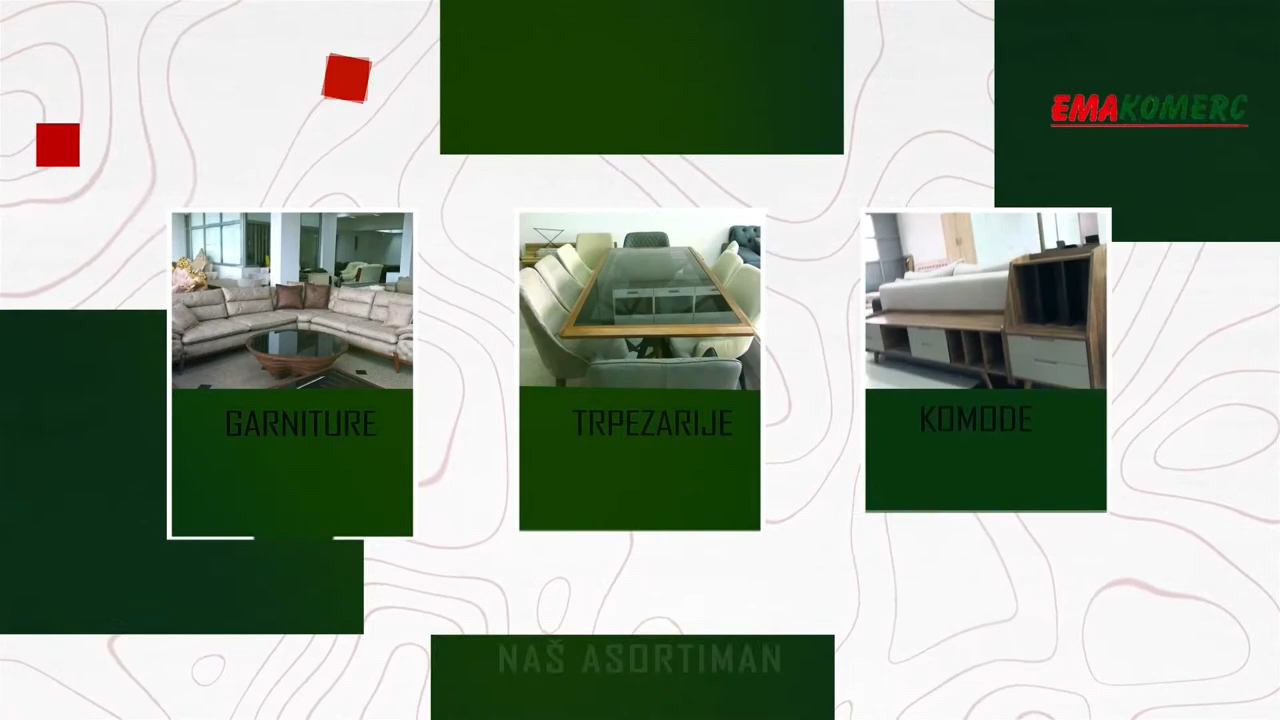 EMAKOMERC
GARNITURE
TRPEZARIJE
KOMODE
NAŠ ASORTIMAN